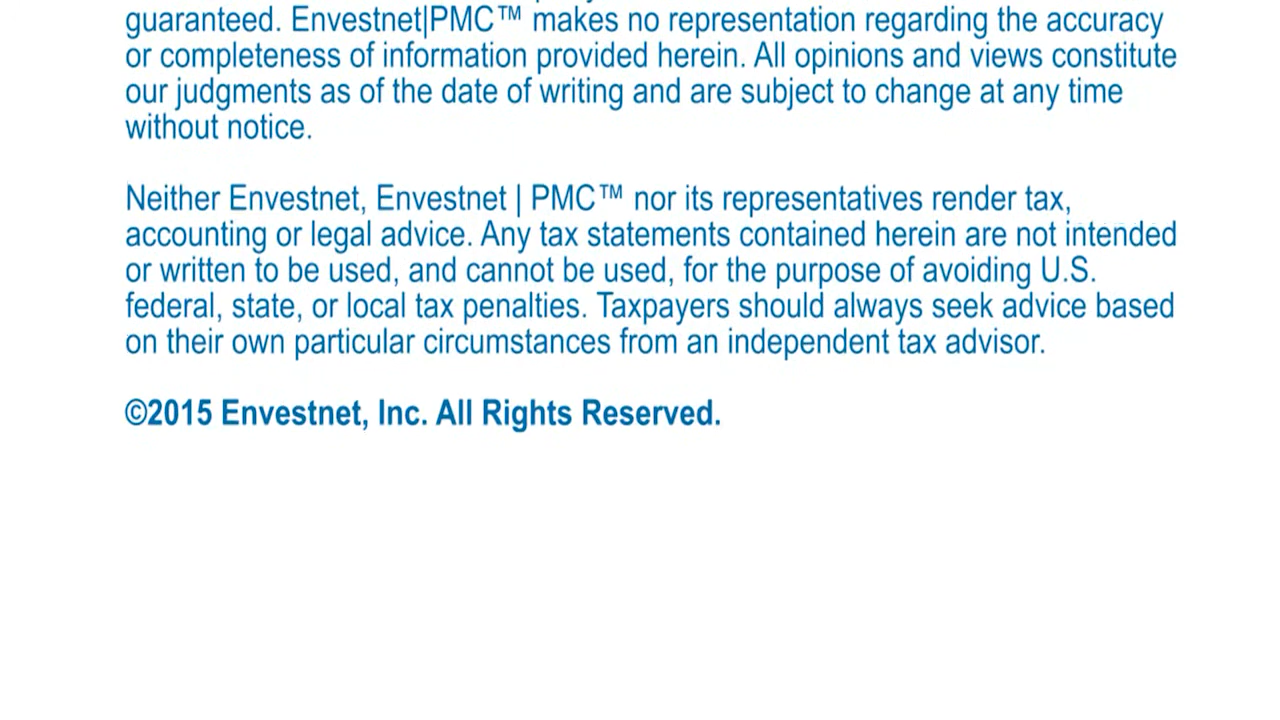 guaranteed. Envestnet|PMC™ makes no representation regarding the accuracy
or completeness of information provided herein. All opinions and views constitute
our judgments as of the date of writing and are subject to change at any time
without notice.
Neither Envestnet, Envestnet | PMC™ nor its representatives render tax,
accounting or legal advice. Any tax statements contained herein are not intended
or written to be used, and cannot be used, for the purpose of avoiding U.S.
federal, state, or local tax penalties. Taxpayers should always seek advice based
on their own particular circumstances from an independent tax advisor.
©2015 Envestnet, Inc. All Rights Reserved.